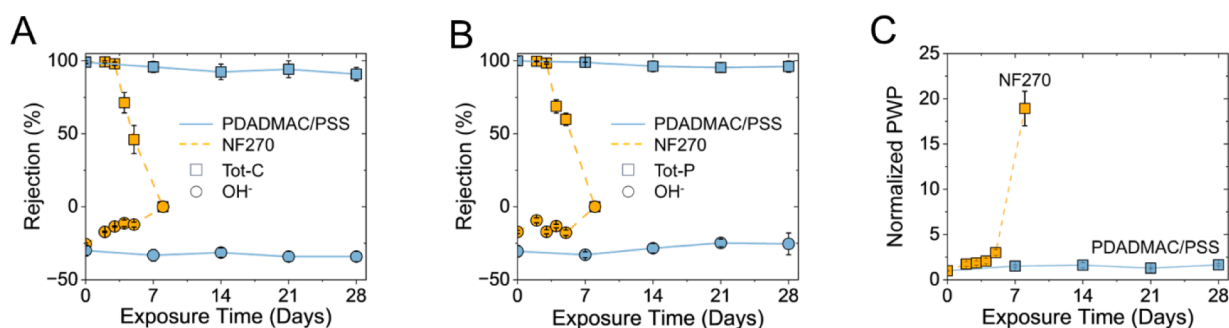 A
Rejection (%)
100
50
0
−50
PDADMAC/PSS
NF270
Tot-C
OH-
0 7 14 21 28
Exposure Time (Days)
B
Rejection (%)
100
50
0
−50
PDADMAC/PSS
NF270
Tot-P
OH-
0 7 14 21 28
Exposure Time (Days)
C
Normalized PWP
25
20
15
10
5
0
NF270
PDADMAC/PSS
0 7 14 21 28
Exposure Time (Days)